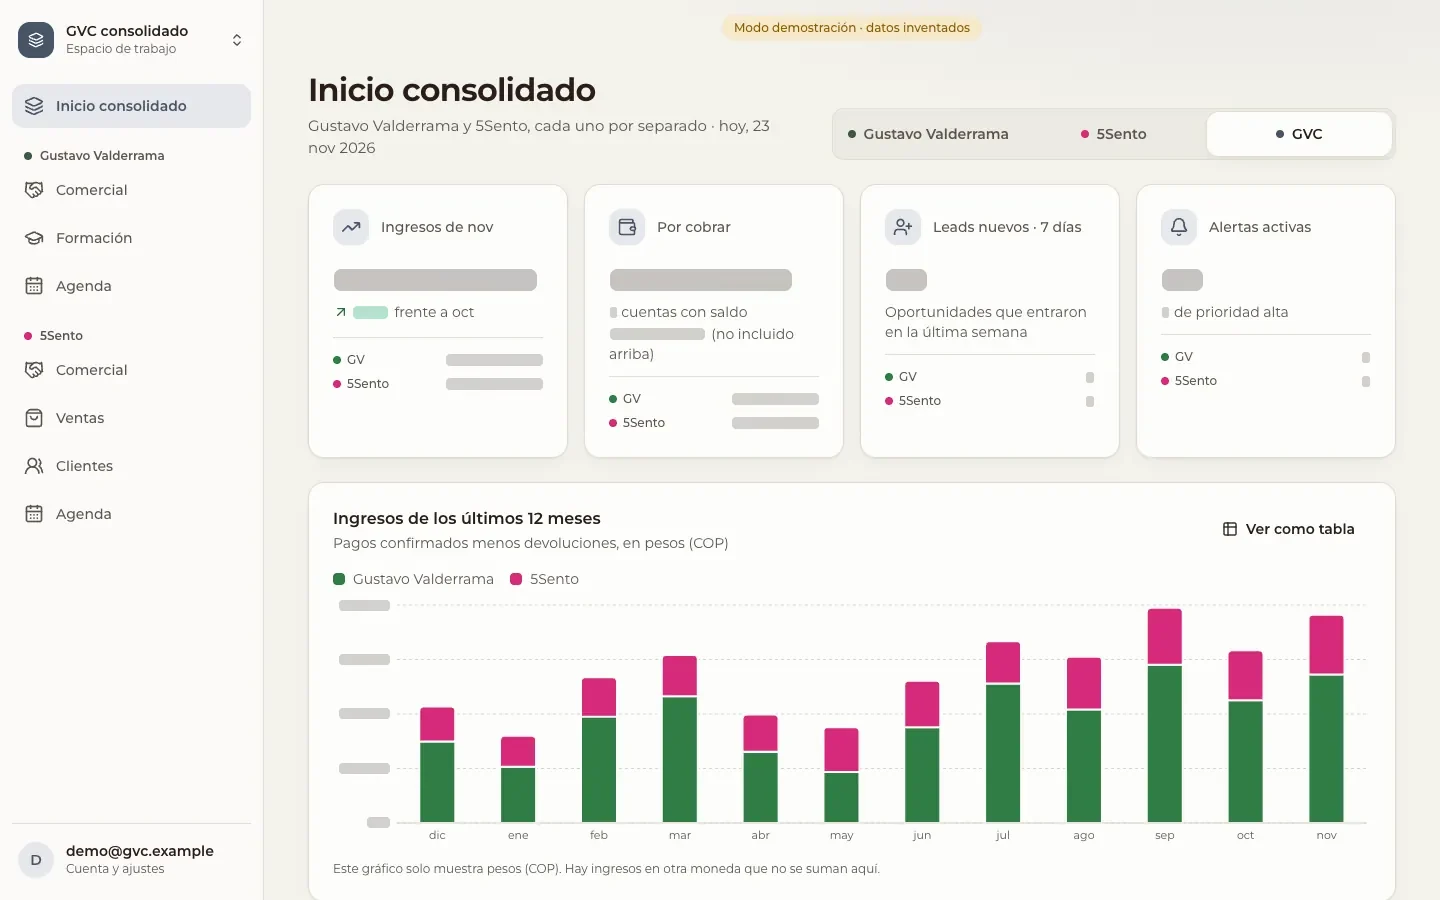 GVC consolidado
Espacio de trabajo
Inicio consolidado
Gustavo Valderrama
Comercial
Formación
Agenda
5Sento
Comercial
Ventas
Clientes
Agenda
D
demo@gvc.example
Cuenta y ajustes
Modo demostración · datos inventados
Inicio consolidado
Gustavo Valderrama y 5Sento, cada uno por separado · hoy, 23
nov 2026
Gustavo Valderrama
5Sento
GVC
Ingresos de nov
frente a oct
GV
5Sento
Por cobrar
cuentas con saldo
(no incluido
arriba)
GV
5Sento
Leads nuevos · 7 días
Oportunidades que entraron
en la última semana
GV
5Sento
Alertas activas
de prioridad alta
GV
5Sento
Ingresos de los últimos 12 meses
Pagos confirmados menos devoluciones, en pesos (COP)
Ver como tabla
Gustavo Valderrama
5Sento
dic ene feb mar abr may jun jul ago sep oct nov
Este gráfico solo muestra pesos (COP). Hay ingresos en otra moneda que no se suman aquí.